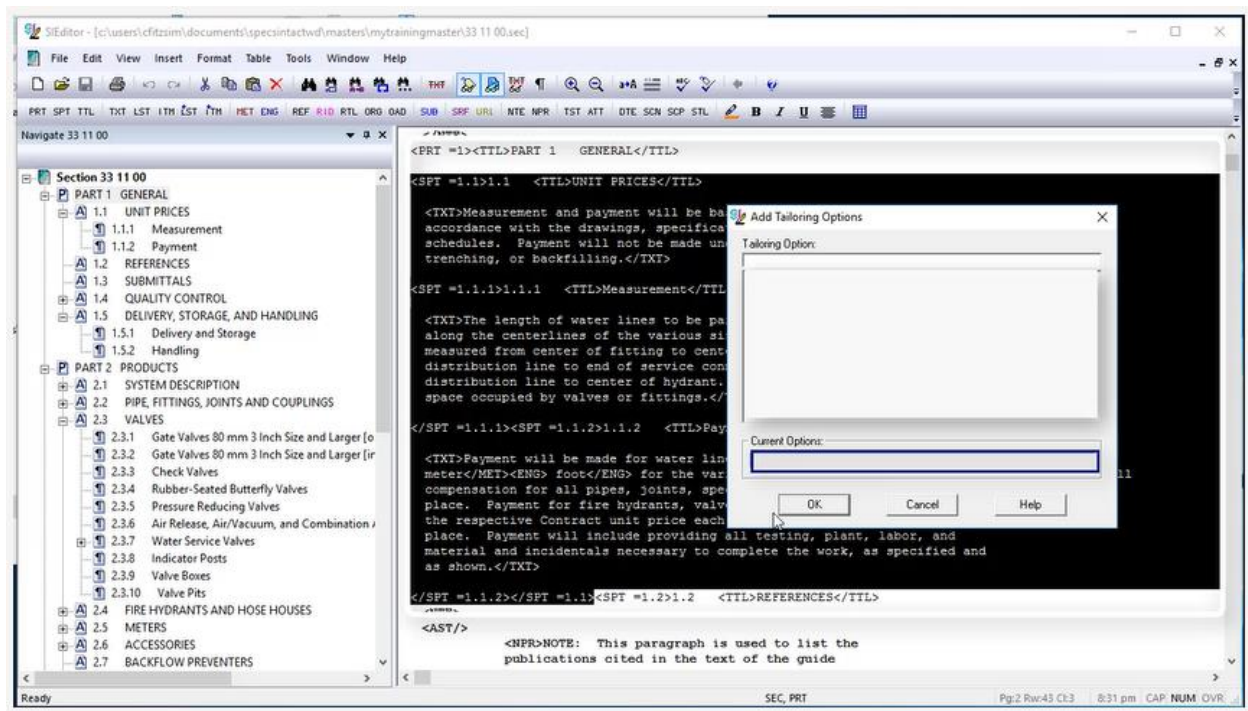 SIEditor - [c:\users\cfitzsim\documents\specsintactwd\masters\mytrainingmaster\33 11 00.sec]
File Edit View Insert Format Table Tools Window Help
PRT SPT TTL TXT LST ITM LST ITM MET ENG REF RID RTL ORG OAD SUB SRF URL NTE NPR TST ATT DTE SCN SCP STL B I U
Navigate 33 11 00
Section 33 11 00
PART 1 GENERAL
1.1 UNIT PRICES
1.1.1 Measurement
1.1.2 Payment
1.2 REFERENCES
1.3 SUBMITTALS
1.4 QUALITY CONTROL
1.5 DELIVERY, STORAGE, AND HANDLING
1.5.1 Delivery and Storage
1.5.2 Handling
PART 2 PRODUCTS
2.1 SYSTEM DESCRIPTION
2.2 PIPE, FITTINGS, JOINTS AND COUPLINGS
2.3 VALVES
2.3.1 Gate Valves 80 mm 3 Inch Size and Larger [o
2.3.2 Gate Valves 80 mm 3 Inch Size and Larger [ir
2.3.3 Check Valves
2.3.4 Rubber-Seated Butterfly Valves
2.3.5 Pressure Reducing Valves
2.3.6 Air Release, Air/Vacuum, and Combination
2.3.7 Water Service Valves
2.3.8 Indicator Posts
2.3.9 Valve Boxes
2.3.10 Valve Pits
2.4 FIRE HYDRANTS AND HOSE HOUSES
2.5 METERS
2.6 ACCESSORIES
2.7 BACKFLOW PREVENTERS
<PRT =1><TTL>PART 1 GENERAL</TTL>
<SPT =1.1>1.1 <TTL>UNIT PRICES</TTL>
<TXT>Measurement and payment will be ba
accordance with the drawings, specifica
schedules. Payment will not be made un
trenching, or backfilling.</TXT>
<SPT =1.1.1>1.1.1 <TTL>Measurement</TTL
<TXT>The length of water lines to be pa
along the centerlines of the various si
measured from center of fitting to cent
distribution line to end of service con
distribution line to center of hydrant.
space occupied by valves or fittings.</
</SPT =1.1.1><SPT =1.1.2>1.1.2 <TTL>Pay
<TXT>Payment will be made for water lin
meter</MET><ENG> foot</ENG> for the var ll
compensation for all pipes, joints, spe
place. Payment for fire hydrants, valv
the respective Contract unit price each
place. Payment will include providing all testing, plant, labor, and
material and incidentals necessary to complete the work, as specified and
as shown.</TXT>
</SPT =1.1.2></SPT =1.1><SPT =1.2>1.2 <TTL>REFERENCES</TTL>
<AST/>
<NPR>NOTE: This paragraph is used to list the
publications cited in the text of the guide
Add Tailoring Options
Tailoring Option:
Current Options:
OK Cancel Help
Ready SEC, PRT Pg:2 Rw:43 Cl:3 8:31 pm CAP NUM OVR